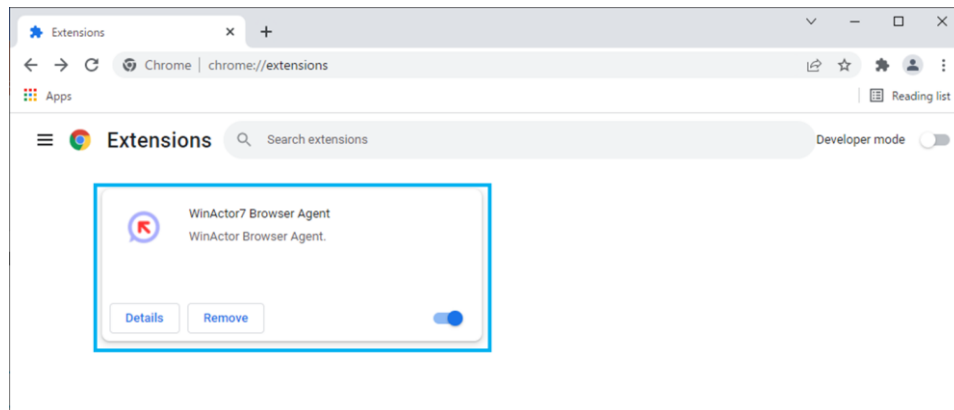 Extensions
Chrome | chrome://extensions
Apps
Reading list
Extensions
Search extensions
Developer mode
WinActor7 Browser Agent
WinActor Browser Agent.
Details
Remove